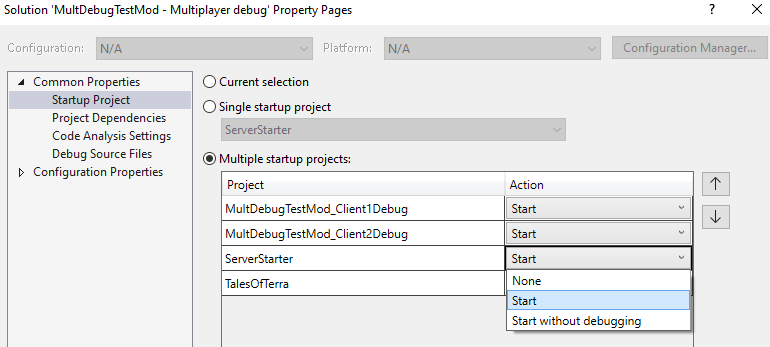 Solution 'MultDebugTestMod - Multiplayer debug' Property Pages
?
Configuration: N/A Platform: N/A Configuration Manager...
Common Properties
Startup Project
Project Dependencies
Code Analysis Settings
Debug Source Files
Configuration Properties
Current selection
Single startup project
ServerStarter
Multiple startup projects:
Project Action
MultDebugTestMod_Client1Debug Start
MultDebugTestMod_Client2Debug Start
ServerStarter Start
TalesOfTerra
None
Start
Start without debugging